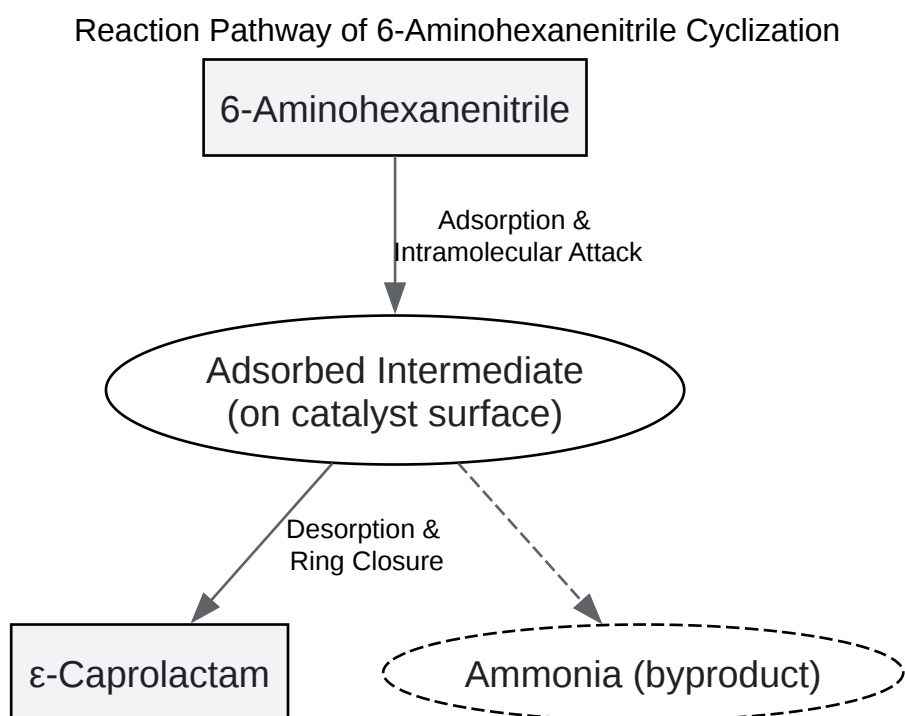 Reaction Pathway of 6-Aminohexanenitrile Cyclization
6-Aminohexanenitrile
Adsorption &
Intramolecular Attack
Adsorbed Intermediate
(on catalyst surface)
Desorption &
Ring Closure
ε-Caprolactam
Ammonia (byproduct)